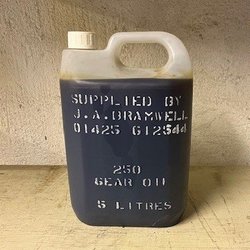 SUPPLIED BY
J.A.BRAMWELL
01425 612544
250
GEAR OIL
5 LITRES